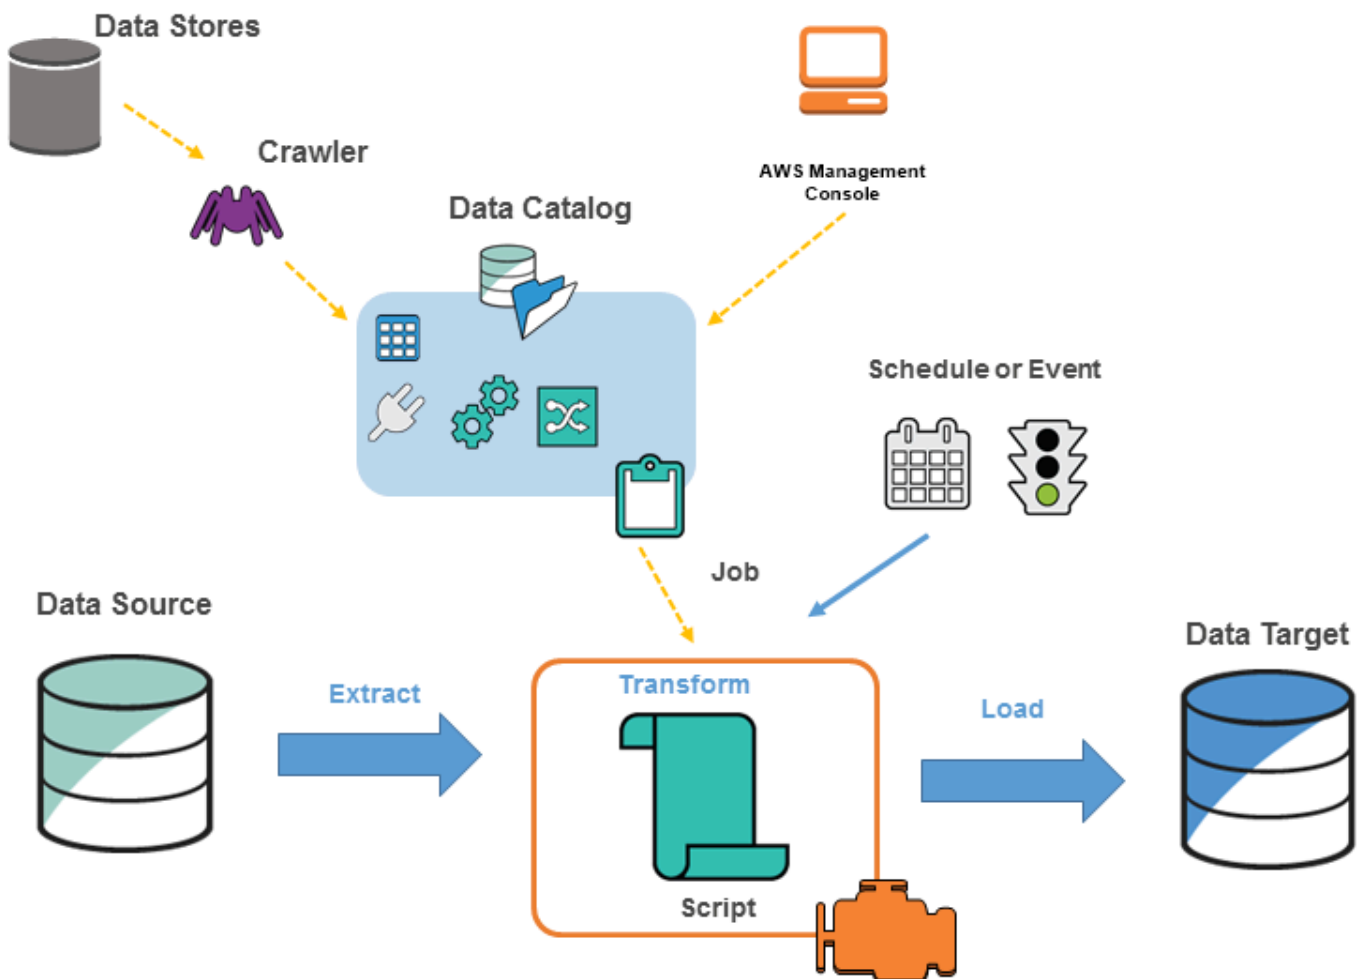 Data Stores
Crawler
AWS Management
Console
Data Catalog
Schedule or Event
Job
Data Source
Data Target
Extract
Transform
Load
Script